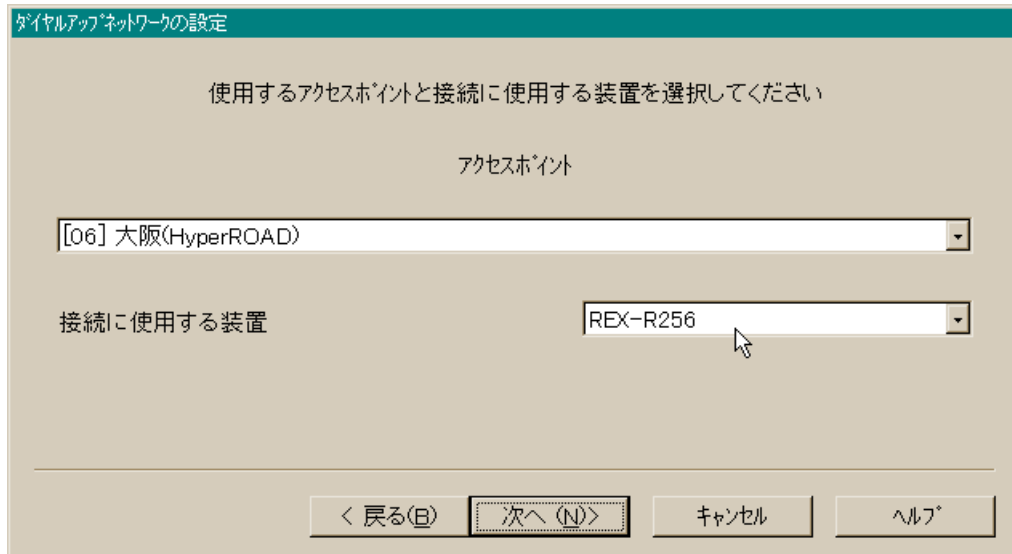 ﾀﾞｲﾔﾙｱｯﾌﾟﾈｯﾄﾜｰｸの設定
使用するｱｸｾｽﾎﾟｲﾝﾄと接続に使用する装置を選択してください
ｱｸｾｽﾎﾟｲﾝﾄ
[06] 大阪(HyperROAD)
接続に使用する装置 REX-R256
< 戻る(B) 次へ (N)> ｷｬﾝｾﾙ ﾍﾙﾌﾟ